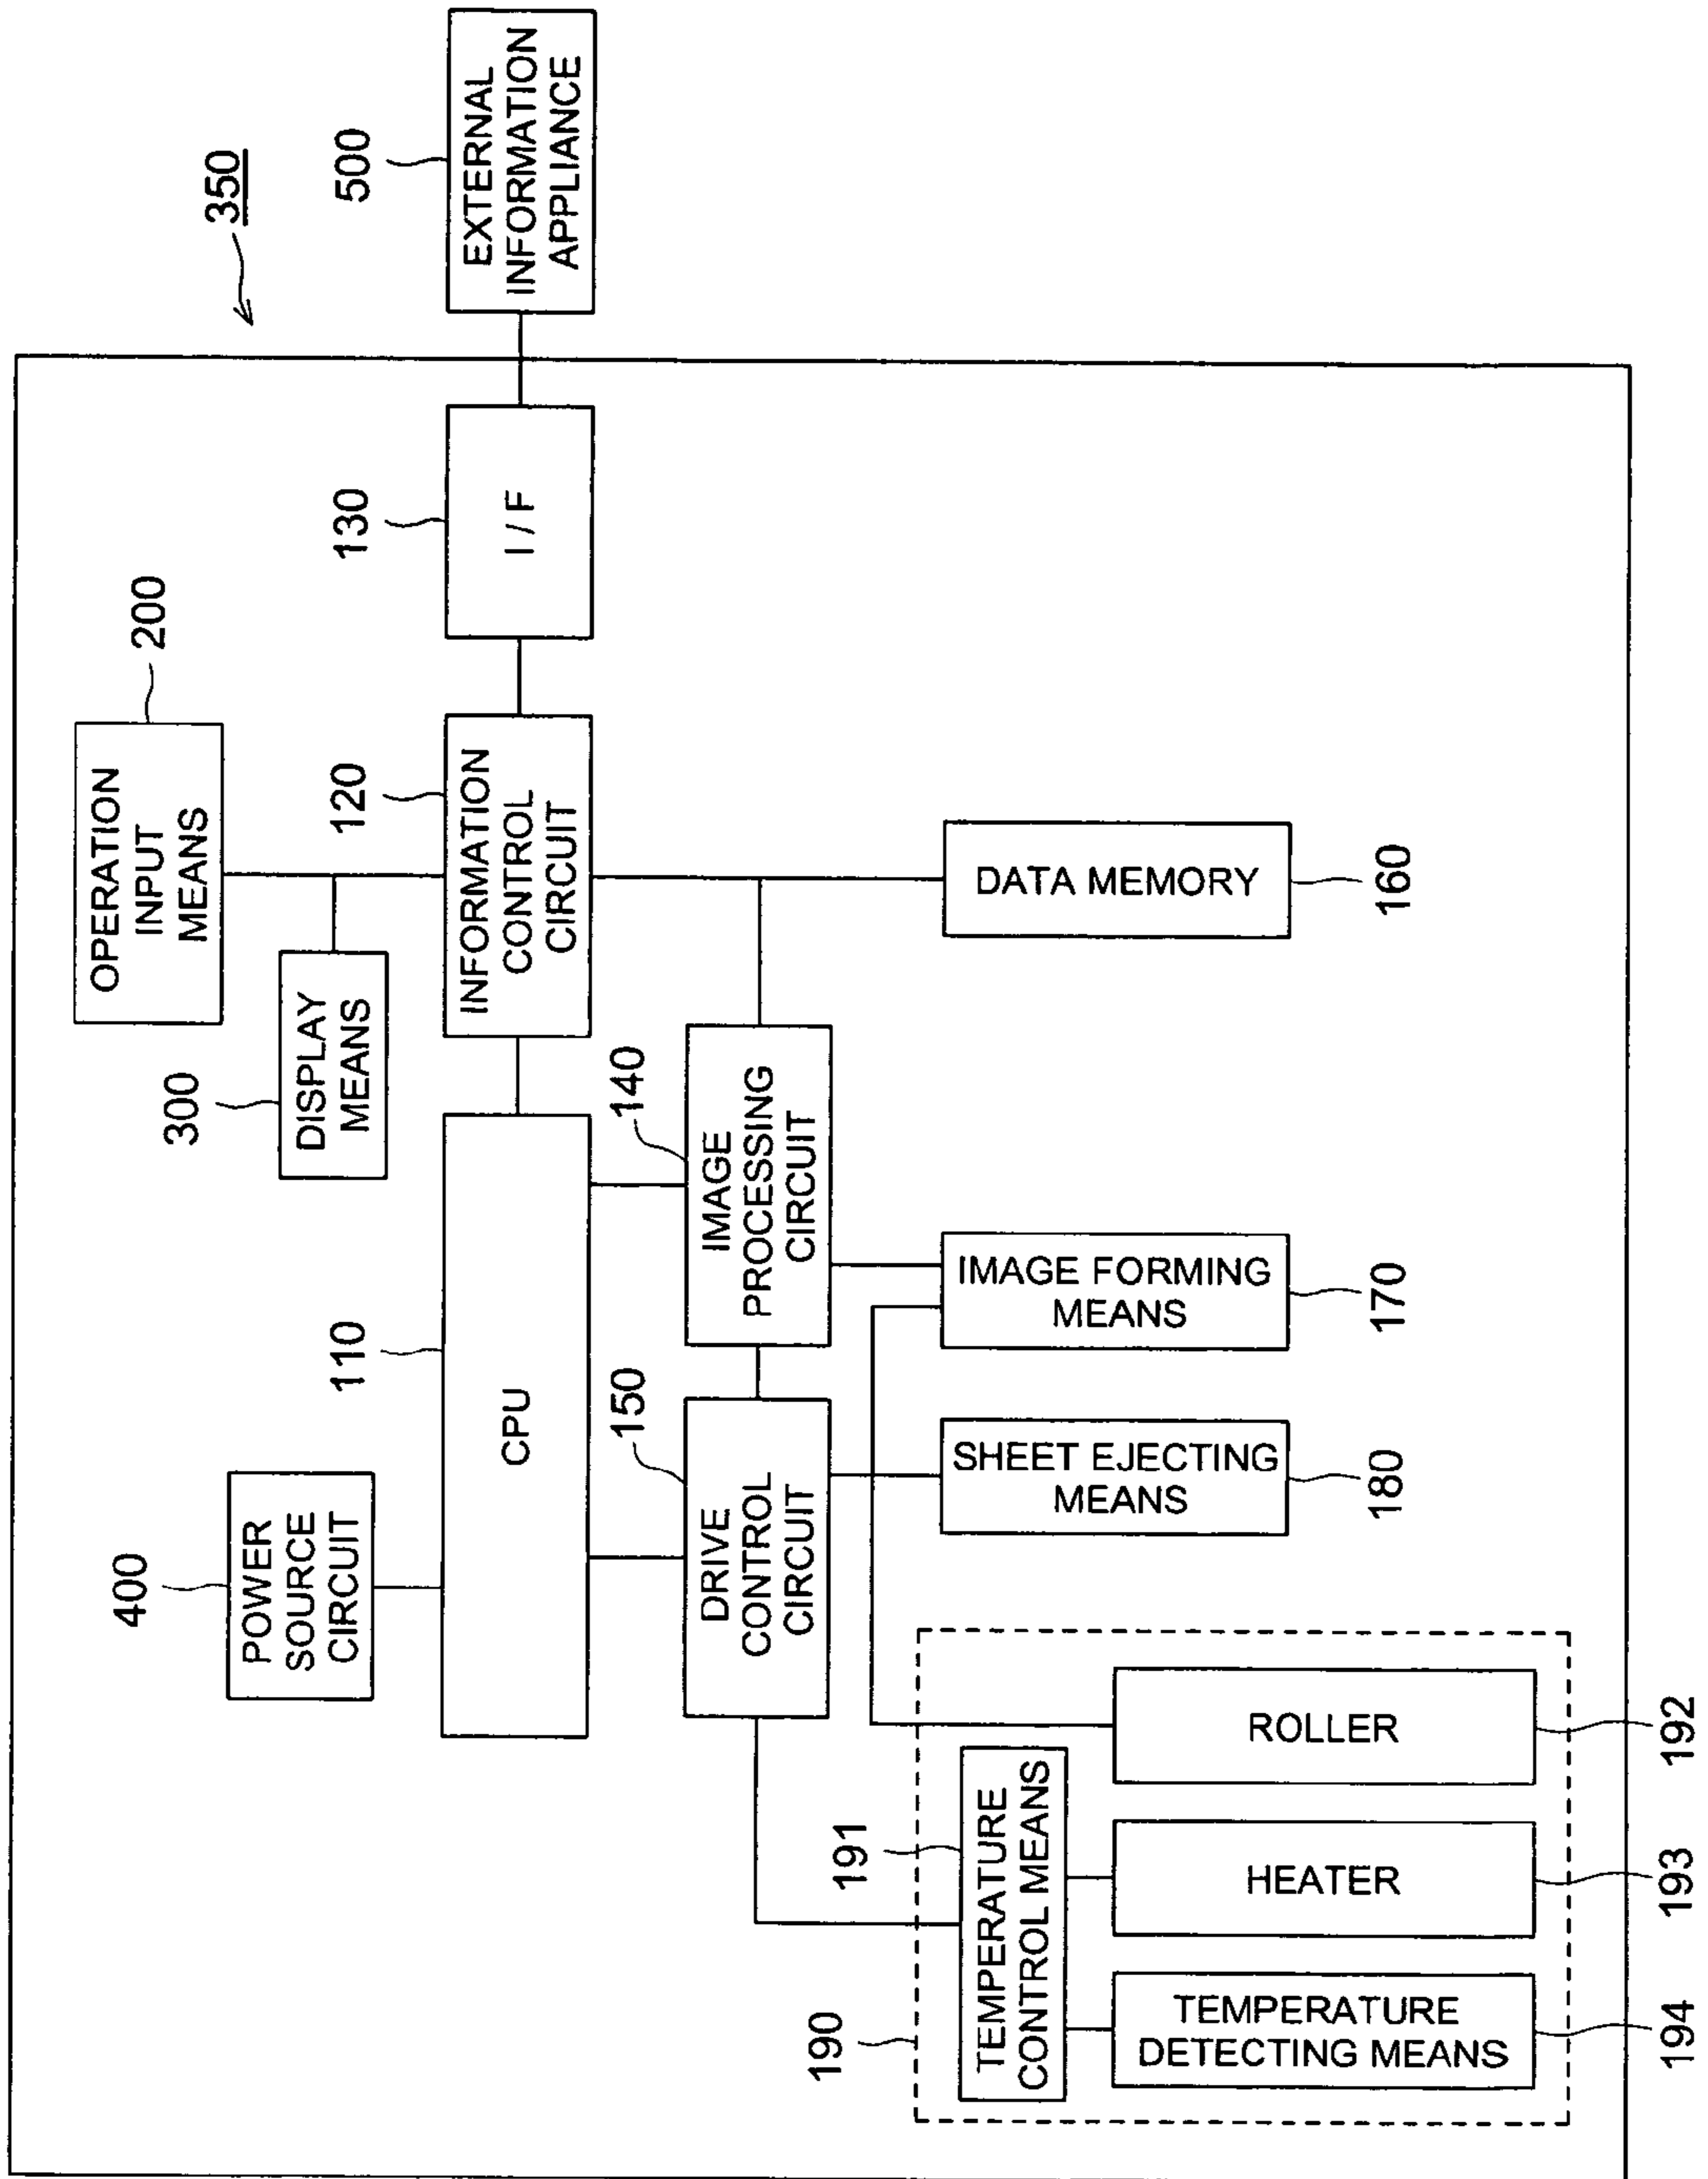 350
400
POWER
SOURCE
CIRCUIT
300
DISPLAY
MEANS
OPERATION
INPUT
MEANS
200
110
CPU
120
INFORMATION
CONTROL
CIRCUIT
130
I / F
500
EXTERNAL
INFORMATION
APPLIANCE
150
DRIVE
CONTROL
CIRCUIT
140
IMAGE
PROCESSING
CIRCUIT
190
191
TEMPERATURE
CONTROL MEANS
SHEET EJECTING
MEANS
180
IMAGE FORMING
MEANS
170
DATA MEMORY
160
TEMPERATURE
DETECTING MEANS
194
HEATER
193
ROLLER
192